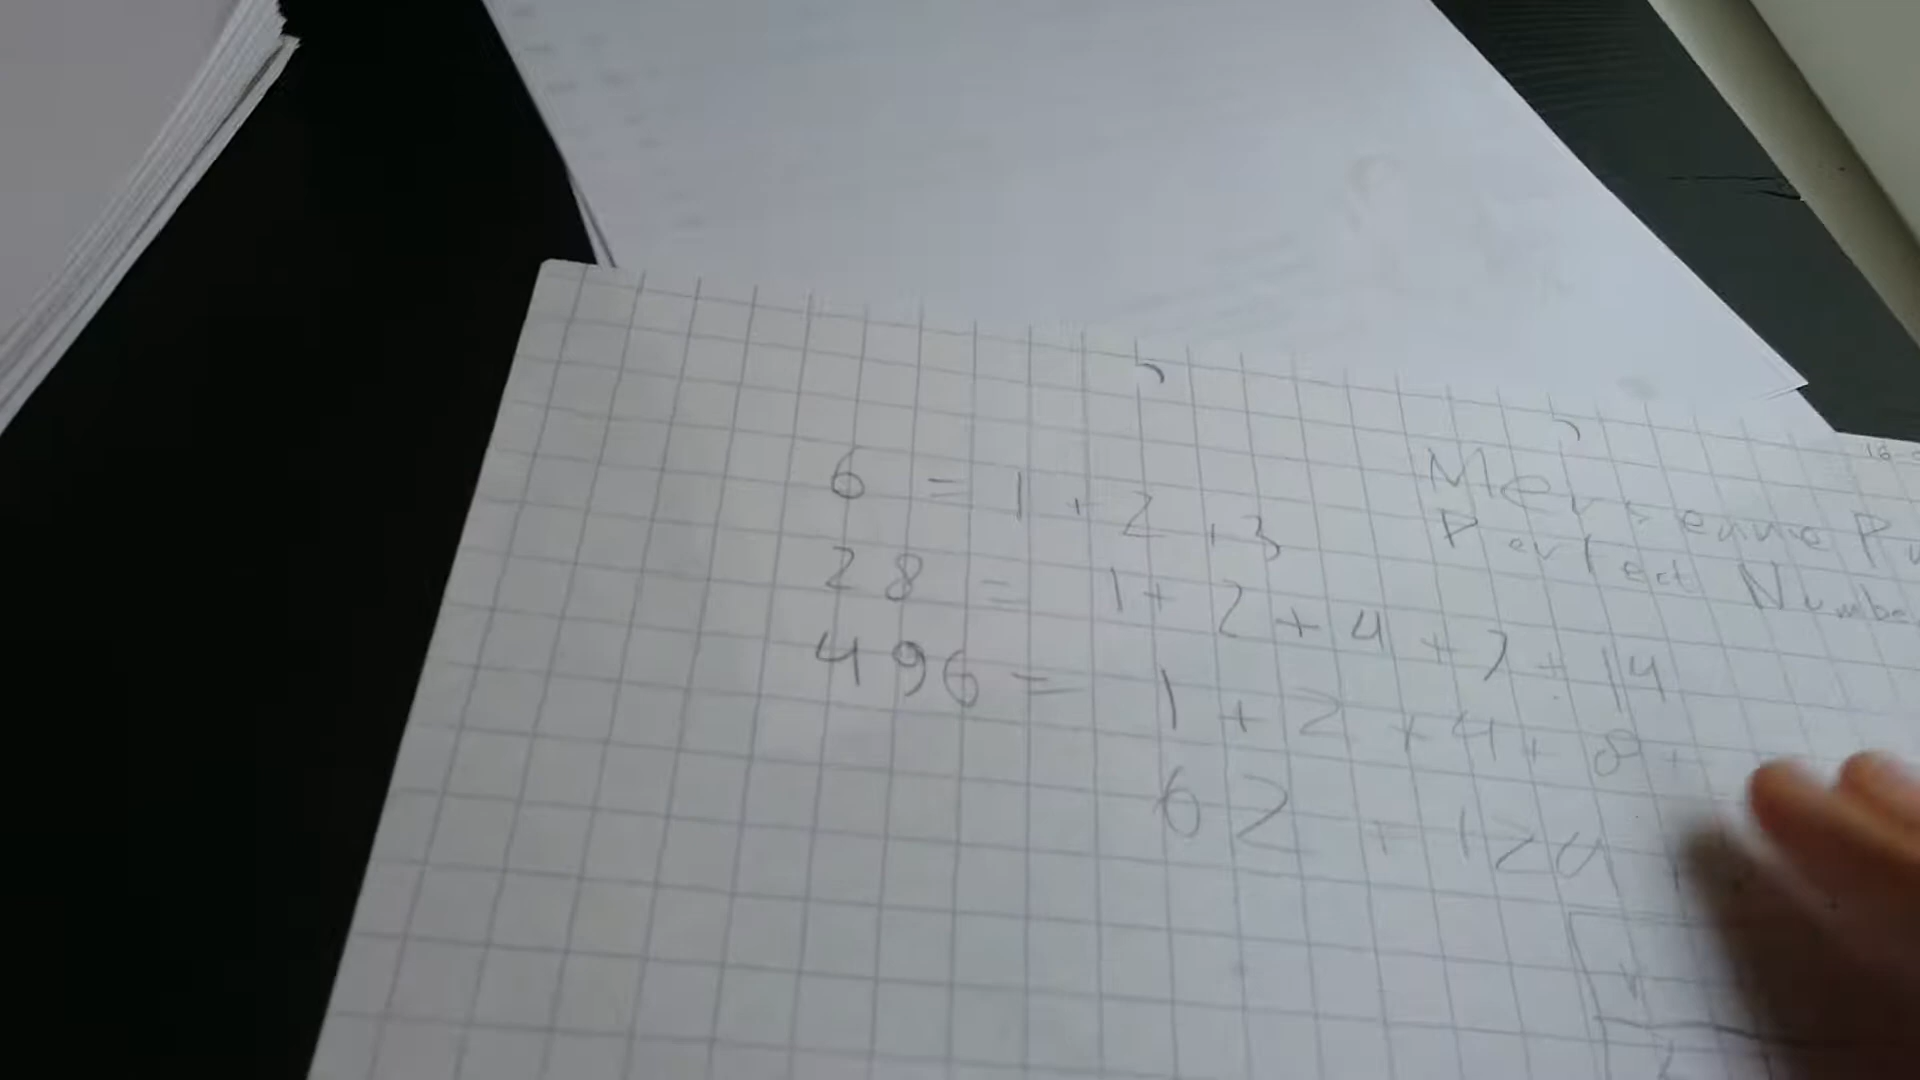 6 = 1 + 2 + 3
Mersenne
Perfect Numbe
28 = 1 + 2 + 4 + 7 + 14
496 = 1 + 2 + 4 + 8 +
62 + 120 +